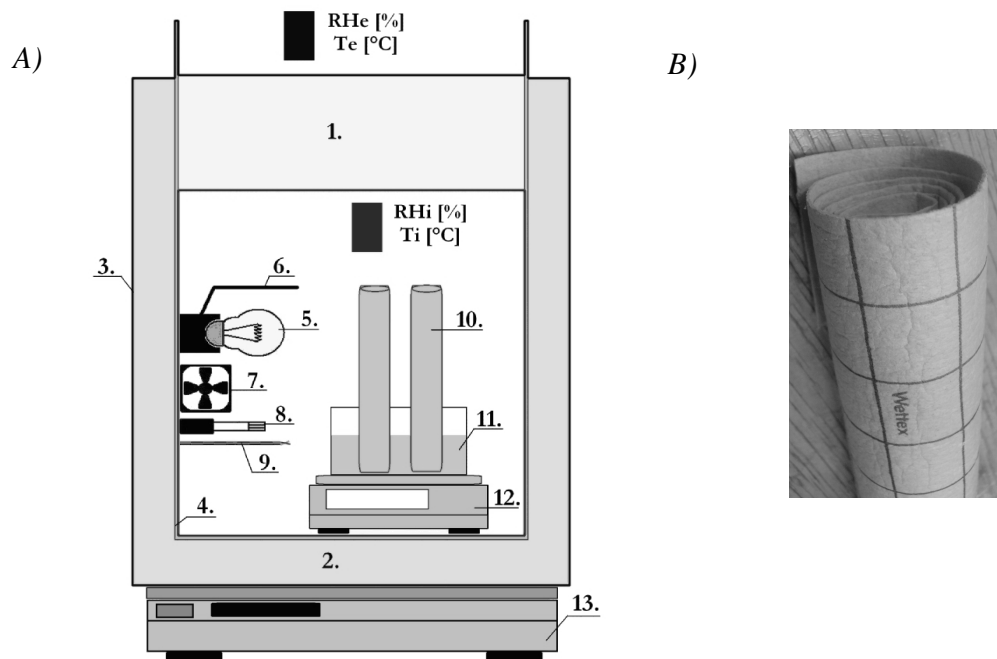 A)
RHe [%]
Te [°C]
B)
1.
RHi [%]
Ti [°C]
3.
6.
5.
10.
7.
8.
11.
9.
4.
12.
2.
13.
Wettex